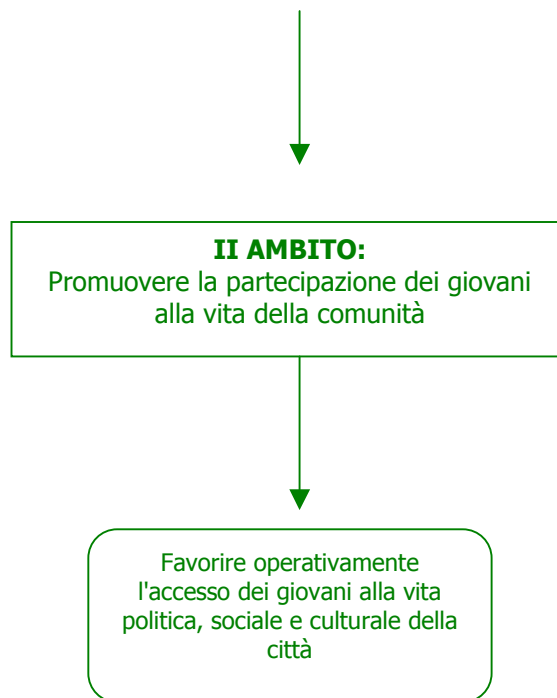 II AMBITO:
Promuovere la partecipazione dei giovani
alla vita della comunità
Favorire operativamente
l'accesso dei giovani alla vita
politica, sociale e culturale della
città